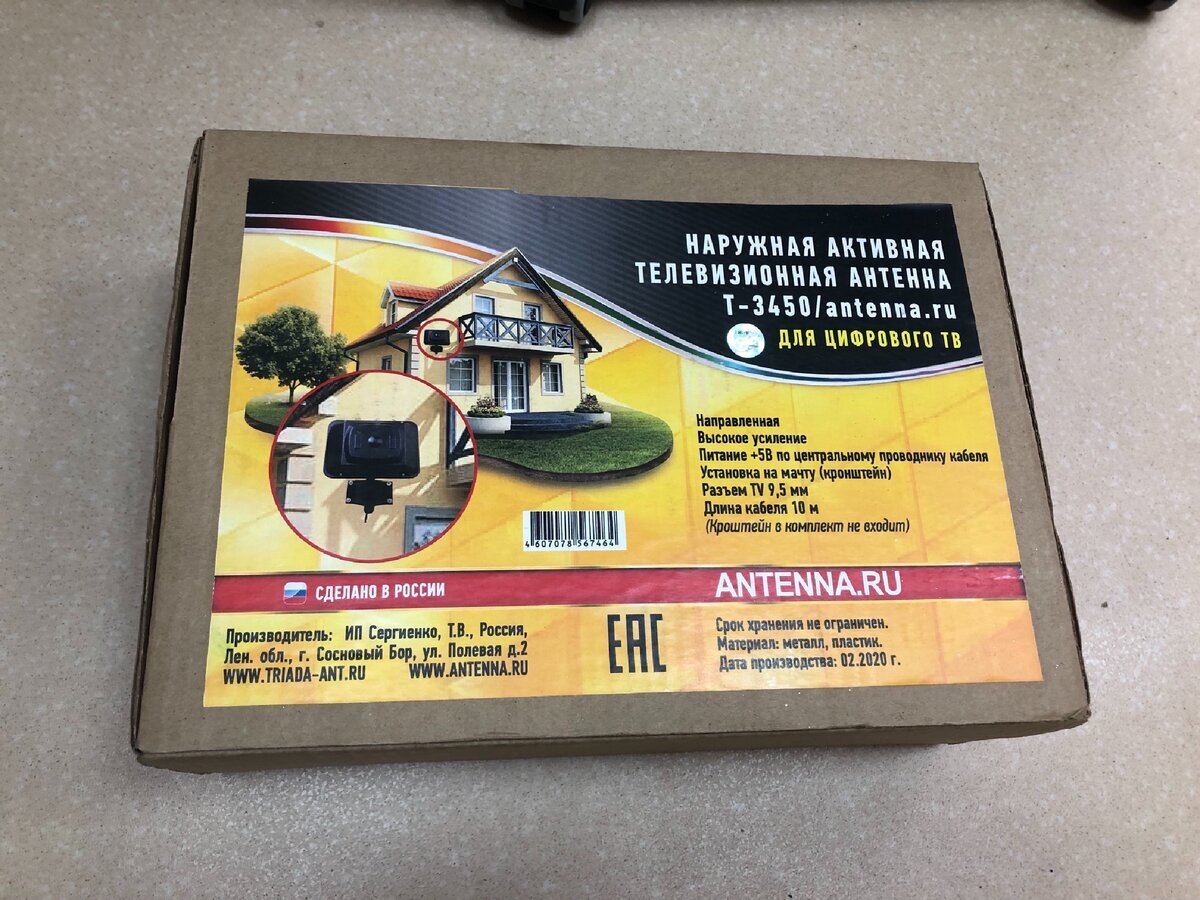 НАРУЖНАЯ АКТИВНАЯ
ТЕЛЕВИЗИОННАЯ АНТЕННА
Т-3450/antenna.ru
ДЛЯ ЦИФРОВОГО ТВ
Направленная
Высокое усиление
Питание +5В по центральному проводнику кабеля
Установка на мачту (кронштейн)
Разъем TV 9,5 мм
Длина кабеля 10 м
(Кроштейн в комплект не входит)
4 607078 567464
СДЕЛАНО В РОССИИ
ANTENNA.RU
Производитель: ИП Сергиенко, Т.В., Россия,
Лен. обл., г. Сосновый Бор, ул. Полевая д.2
WWW.TRIADA-ANT.RU WWW.ANTENNA.RU
EAC
Срок хранения не ограничен.
Материал: металл, пластик.
Дата производства: 02.2020 г.